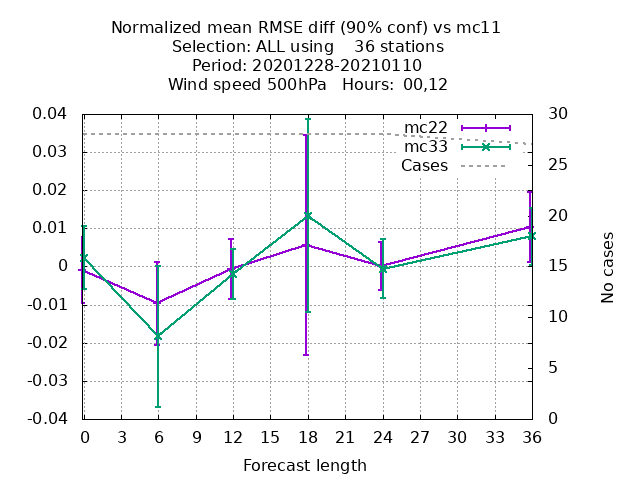 Normalized mean RMSE diff (90% conf) vs mc11
Selection: ALL using    36 stations
Period: 20201228-20210110
Wind speed 500hPa   Hours:  00,12
mc22
mc33
Cases
0.04
0.03
0.02
0.01
0
-0.01
-0.02
-0.03
-0.04
30
25
20
15
10
5
0
No cases
0 3 6 9 12 15 18 21 24 27 30 33 36
Forecast length